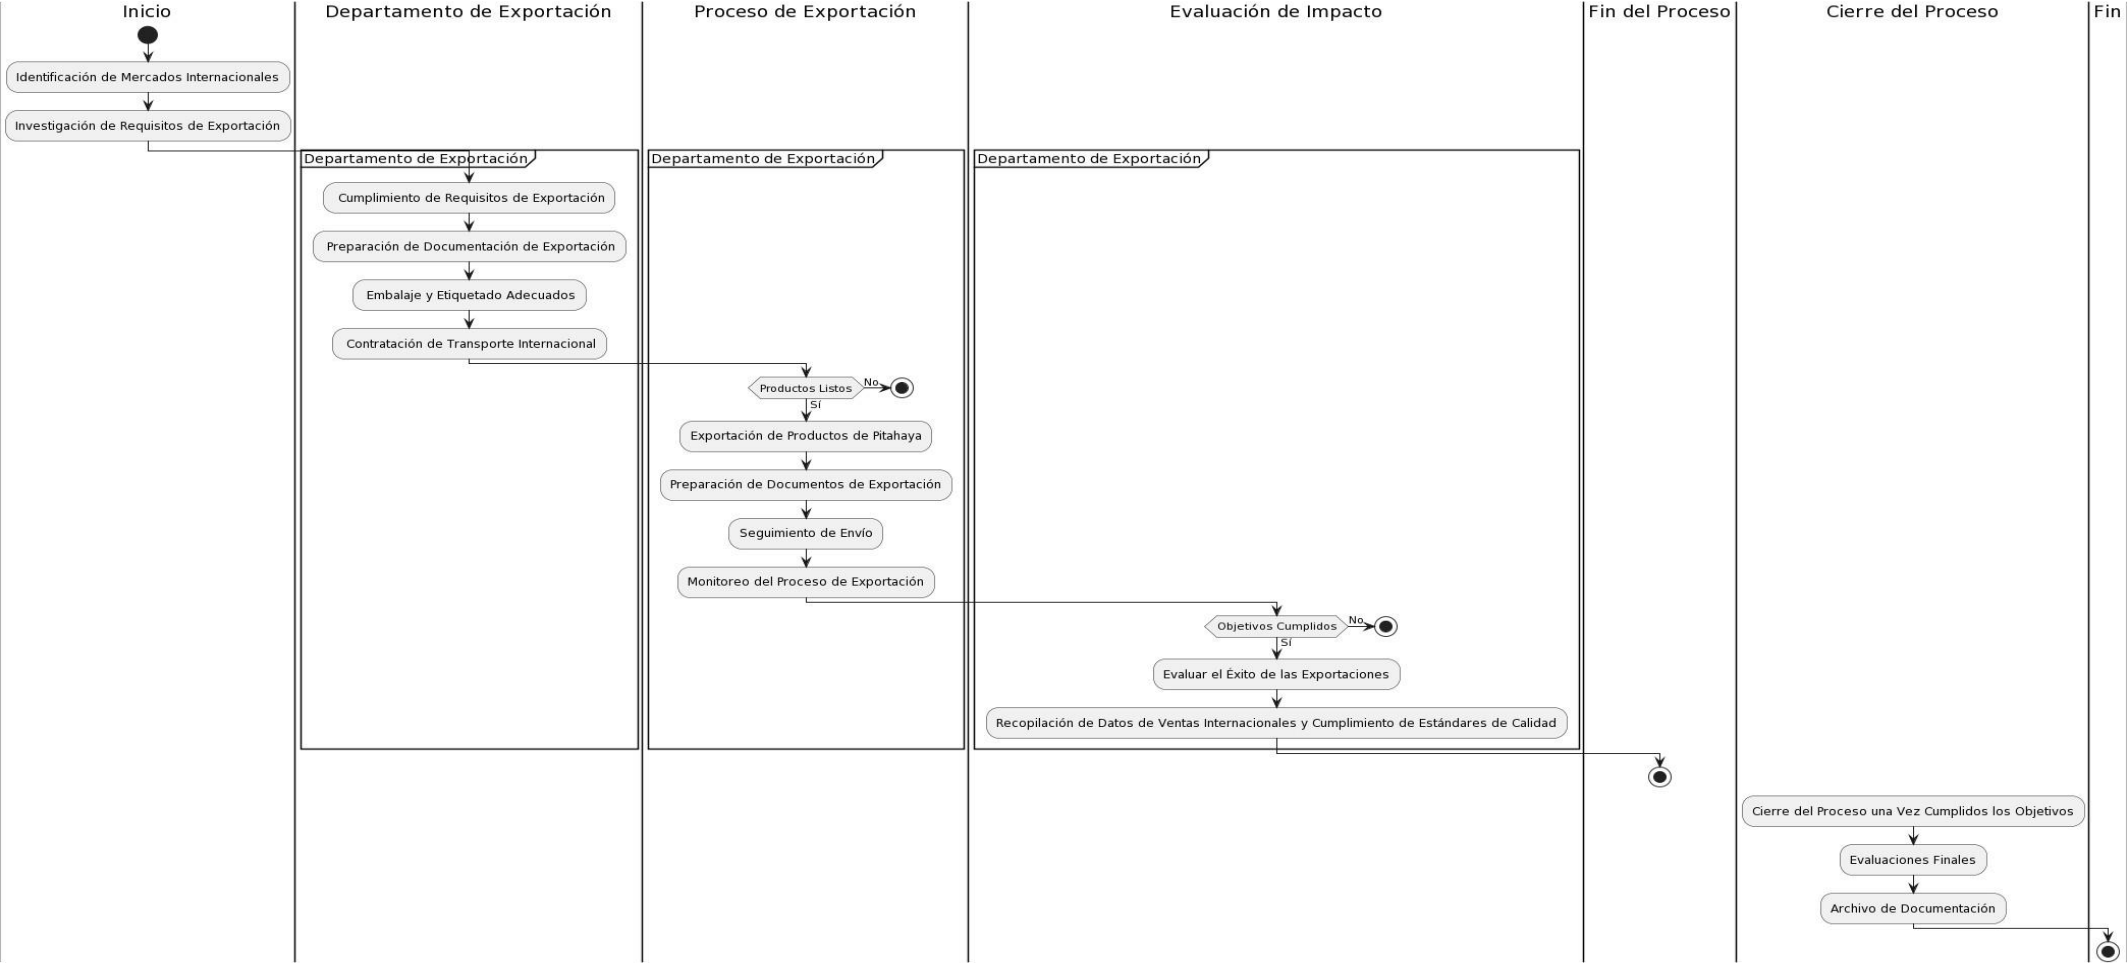 Inicio
Departamento de Exportación
Proceso de Exportación
Evaluación de Impacto
Fin del Proceso
Cierre del Proceso
Fin
Identificación de Mercados Internacionales
Investigación de Requisitos de Exportación
Departamento de Exportación
Departamento de Exportación
Departamento de Exportación
Cumplimiento de Requisitos de Exportación
Preparación de Documentación de Exportación
Embalaje y Etiquetado Adecuados
Contratación de Transporte Internacional
Productos Listos
No
Sí
Exportación de Productos de Pitahaya
Preparación de Documentos de Exportación
Seguimiento de Envío
Monitoreo del Proceso de Exportación
Objetivos Cumplidos
No
Sí
Evaluar el Éxito de las Exportaciones
Recopilación de Datos de Ventas Internacionales y Cumplimiento de Estándares de Calidad
Cierre del Proceso una Vez Cumplidos los Objetivos
Evaluaciones Finales
Archivo de Documentación